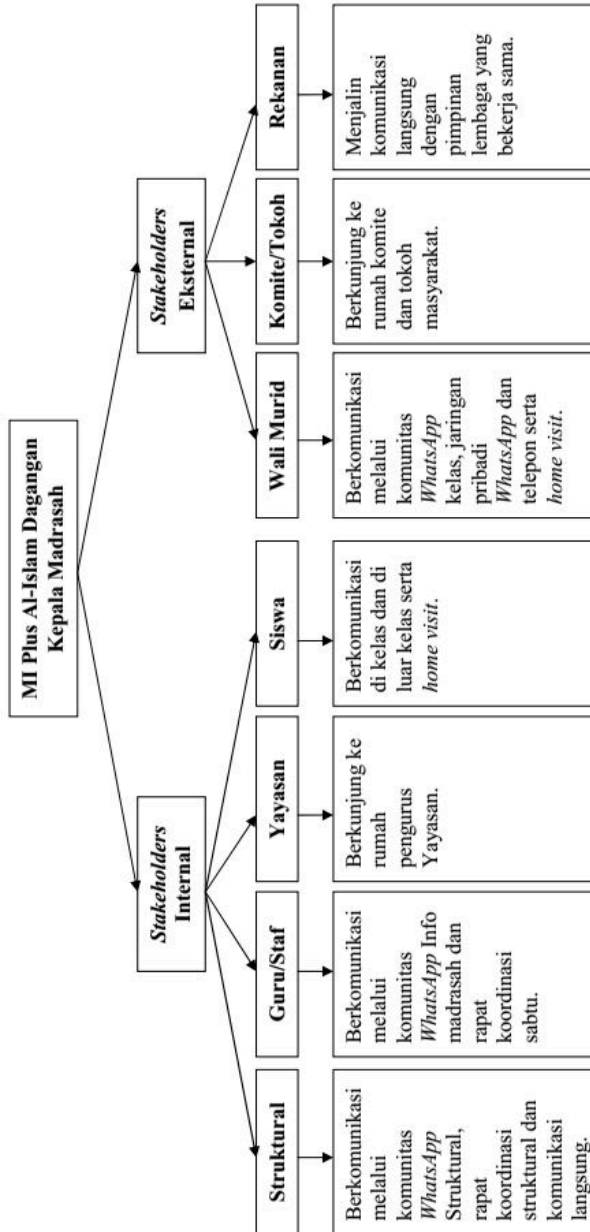 MI Plus Al-Islam Dagangan
Kepala Madrasah
Stakeholders
Internal
Stakeholders
Eksternal
Struktural
Guru/Staf
Yayasan
Siswa
Wali Murid
Komite/Tokoh
Rekanan
Berkomunikasi
melalui
komunitas
WhatsApp
Struktural,
rapat
koordinasi
struktural dan
komunikasi
langsung.
Berkomunikasi
melalui
komunitas
WhatsApp Info
madrasah dan
rapat
koordinasi
sabtu.
Berkunjung ke
rumah
pengurus
Yayasan.
Berkomunikasi
di kelas dan di
luar kelas serta
home visit.
Berkomunikasi
melalui
komunitas
WhatsApp
kelas, jaringan
pribadi
WhatsApp dan
telepon serta
home visit.
Berkunjung ke
rumah komite
dan tokoh
masyarakat.
Menjalin
komunikasi
langsung
dengan
pimpinan
lembaga yang
bekerja sama.